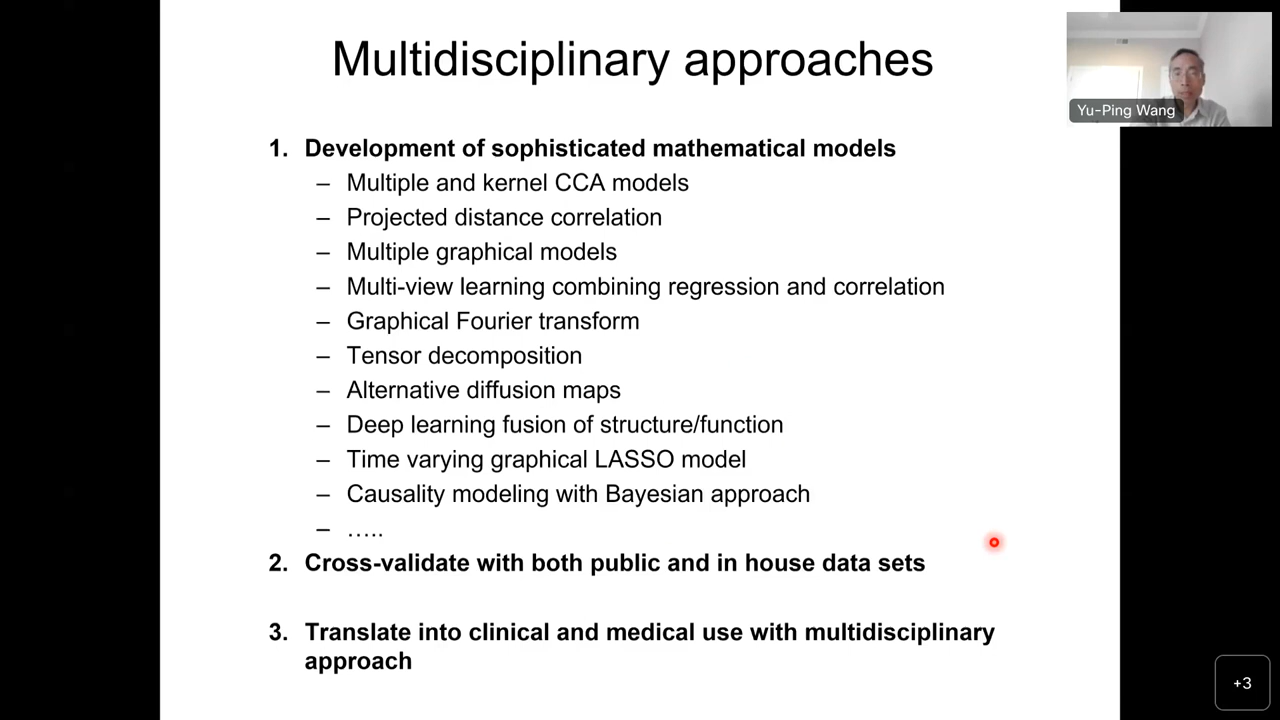 Multidisciplinary approaches
Yu-Ping Wang
1. Development of sophisticated mathematical models
– Multiple and kernel CCA models
– Projected distance correlation
– Multiple graphical models
– Multi-view learning combining regression and correlation
– Graphical Fourier transform
– Tensor decomposition
– Alternative diffusion maps
– Deep learning fusion of structure/function
– Time varying graphical LASSO model
– Causality modeling with Bayesian approach
– …..
2. Cross-validate with both public and in house data sets
3. Translate into clinical and medical use with multidisciplinary
approach
+3